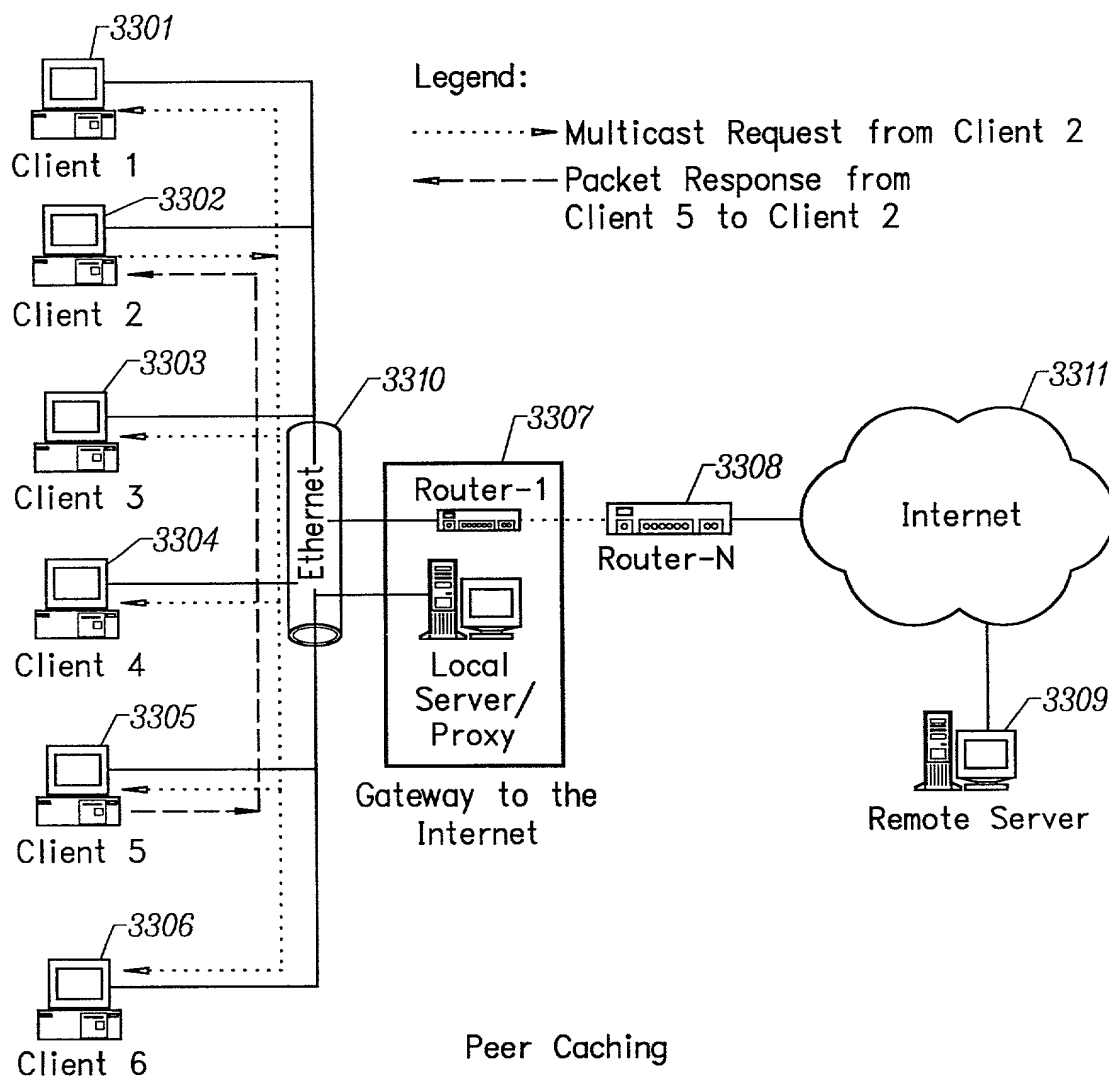 3301
Client 1
Legend:
Multicast Request from Client 2
Packet Response from
Client 5 to Client 2
3302
Client 2
3303
Client 3
3310
Ethernet
3307
Router-1
3308
Router-N
3311
Internet
3304
Client 4
Local
Server/
Proxy
Gateway to the
Internet
3309
Remote Server
3305
Client 5
3306
Client 6
Peer Caching